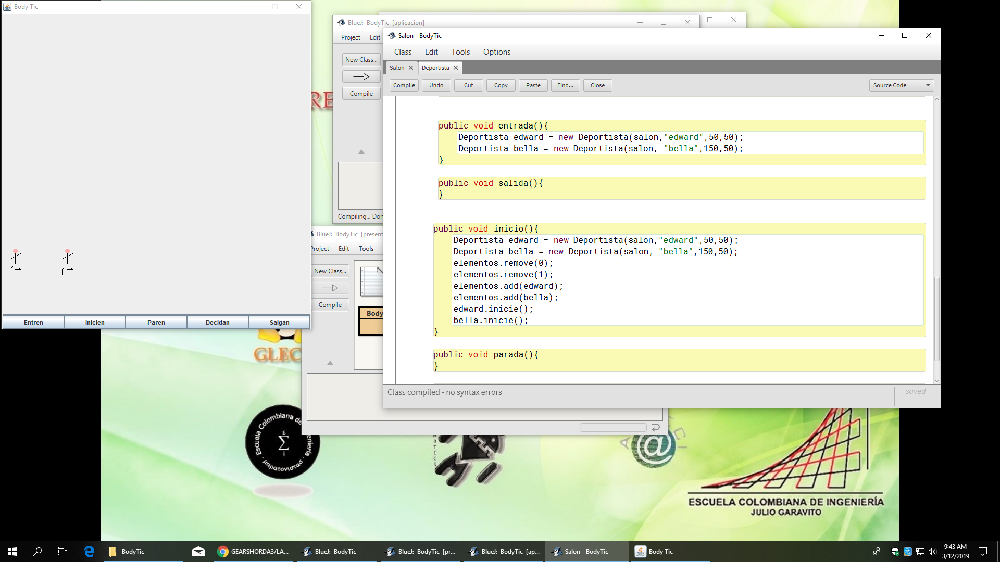 Body Tic
Entren
Inicien
Paren
Decidan
Salgan
BlueJ: BodyTic [aplicacion]
Project
Edit
New Class...
Compile
Compiling... Don
BlueJ: BodyTic [present
Project
Edit
Tools
New Class...
Compile
Body
Salon - BodyTic
Class
Edit
Tools
Options
Salon
Deportista
Compile
Undo
Cut
Copy
Paste
Find...
Close
Source Code
public void entrada(){
Deportista edward = new Deportista(salon,"edward",50,50);
Deportista bella = new Deportista(salon, "bella",150,50);
}
public void salida(){
}
public void inicio(){
Deportista edward = new Deportista(salon,"edward",50,50);
Deportista bella = new Deportista(salon, "bella",150,50);
elementos.remove(0);
elementos.remove(1);
elementos.add(edward);
elementos.add(bella);
edward.inicie();
bella.inicie();
}
public void parada(){
}
Class compiled - no syntax errors
saved
RE
GLEC
Escuela Colombiana de
eniería
E
Σ
i
· μαρατονιστασ ·
@
ESCUELA COLOMBIANA DE INGENIERÍA
JULIO GARAVITO
BodyTic
GEARSHORDA3/LA...
BlueJ: BodyTic
BlueJ: BodyTic [pr...
BlueJ: BodyTic [ap...
Salon - BodyTic
Body Tic
9:43 AM
3/12/2019